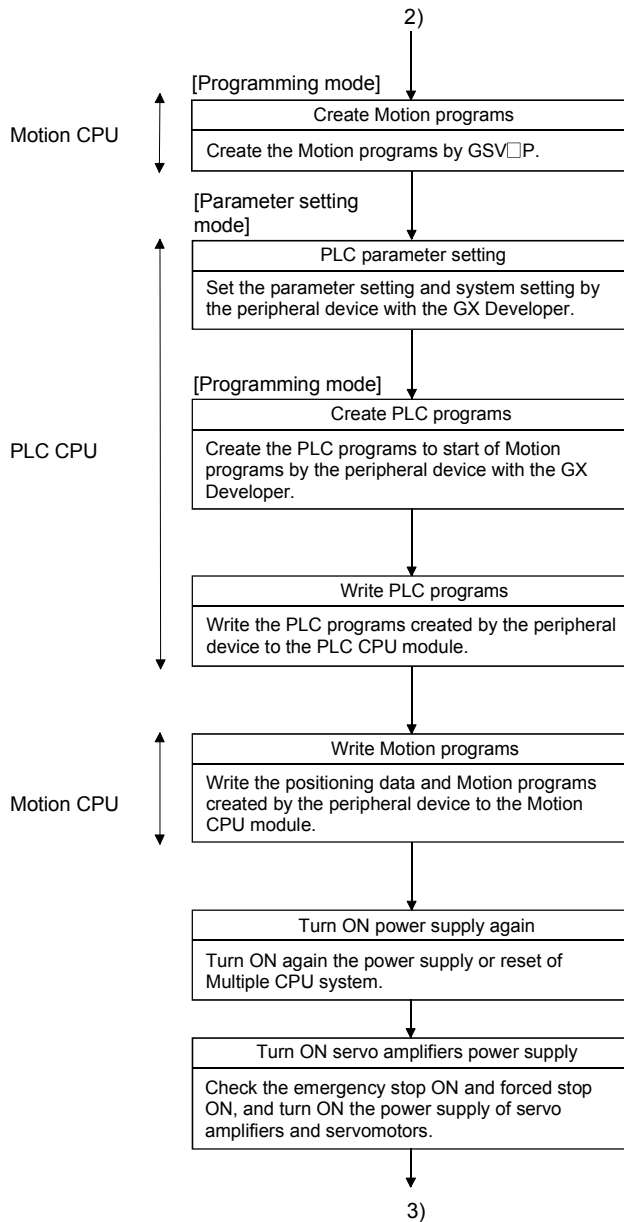 2)
[Programming mode]
Motion CPU
Create Motion programs
Create the Motion programs by GSV□P.
[Parameter setting
mode]
PLC parameter setting
Set the parameter setting and system setting by
the peripheral device with the GX Developer.
[Programming mode]
PLC CPU
Create PLC programs
Create the PLC programs to start of Motion
programs by the peripheral device with the GX
Developer.
Write PLC programs
Write the PLC programs created by the peripheral
device to the PLC CPU module.
Motion CPU
Write Motion programs
Write the positioning data and Motion programs
created by the peripheral device to the Motion
CPU module.
Turn ON power supply again
Turn ON again the power supply or reset of
Multiple CPU system.
Turn ON servo amplifiers power supply
Check the emergency stop ON and forced stop
ON, and turn ON the power supply of servo
amplifiers and servomotors.
3)